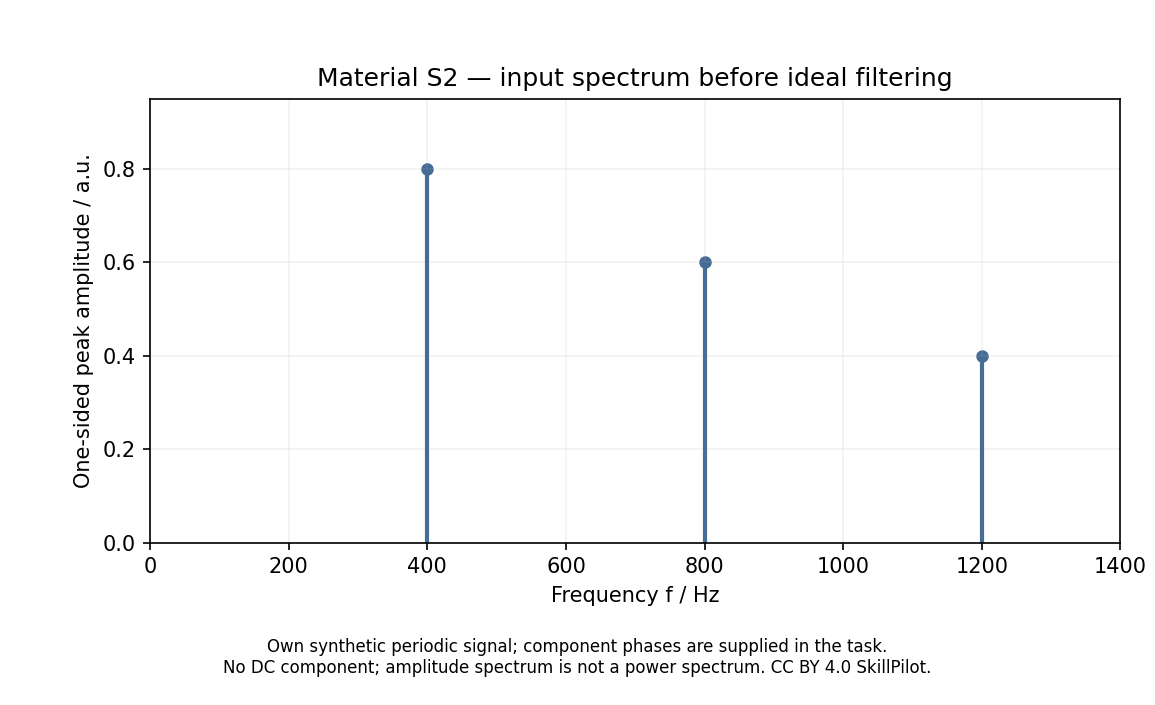 Material S2 — input spectrum before ideal filtering
One-sided peak amplitude / a.u.
0.8
0.6
0.4
0.2
0.0
0 200 400 600 800 1000 1200 1400
Frequency f / Hz
Own synthetic periodic signal; component phases are supplied in the task.
No DC component; amplitude spectrum is not a power spectrum. CC BY 4.0 SkillPilot.